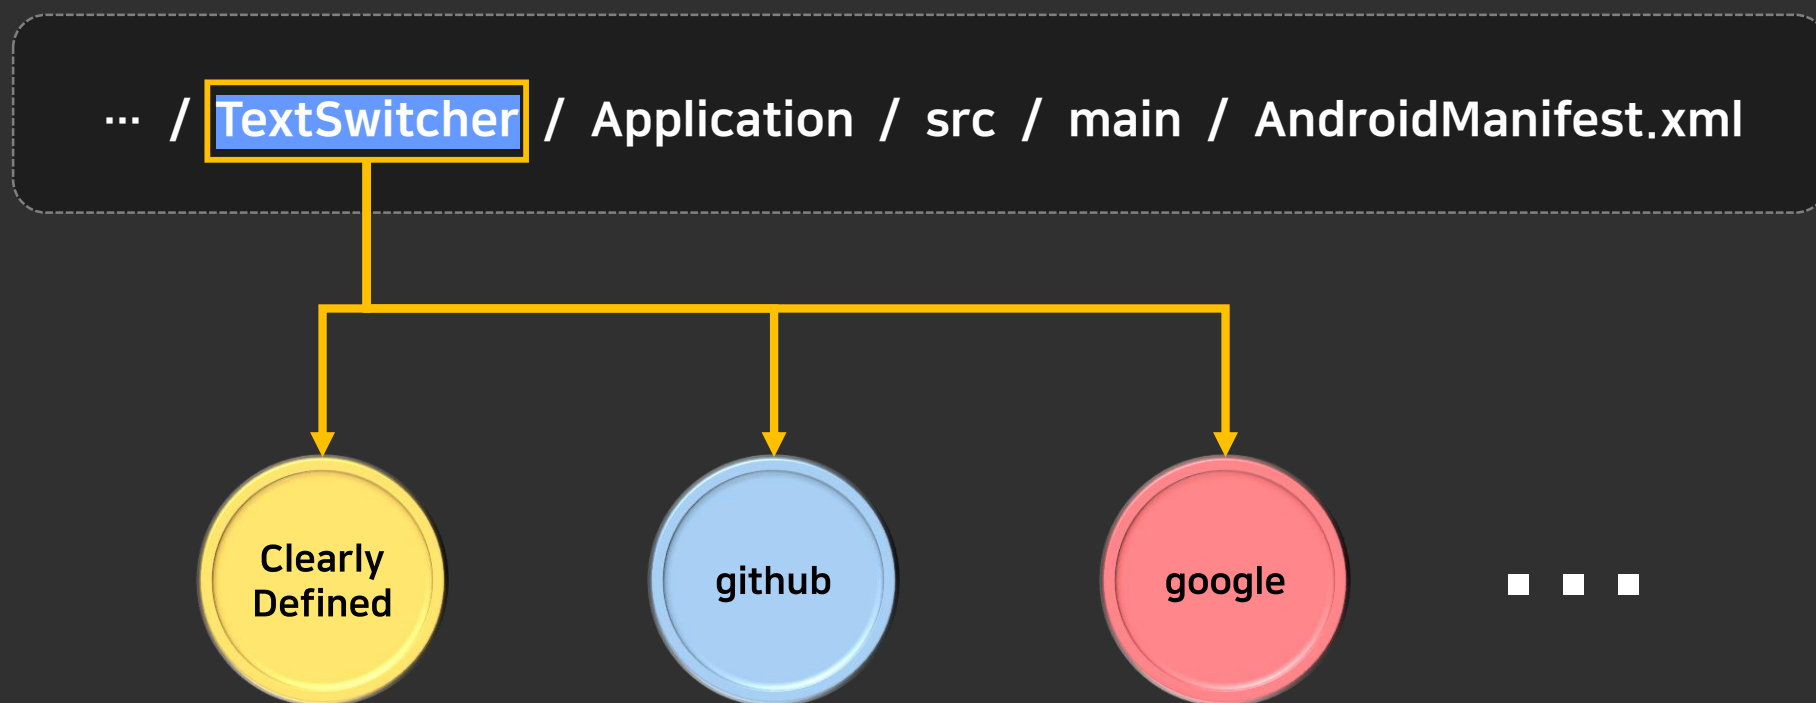 ... / TextSwitcher / Application / src / main / AndroidManifest.xml
Clearly
Defined
github
google
...